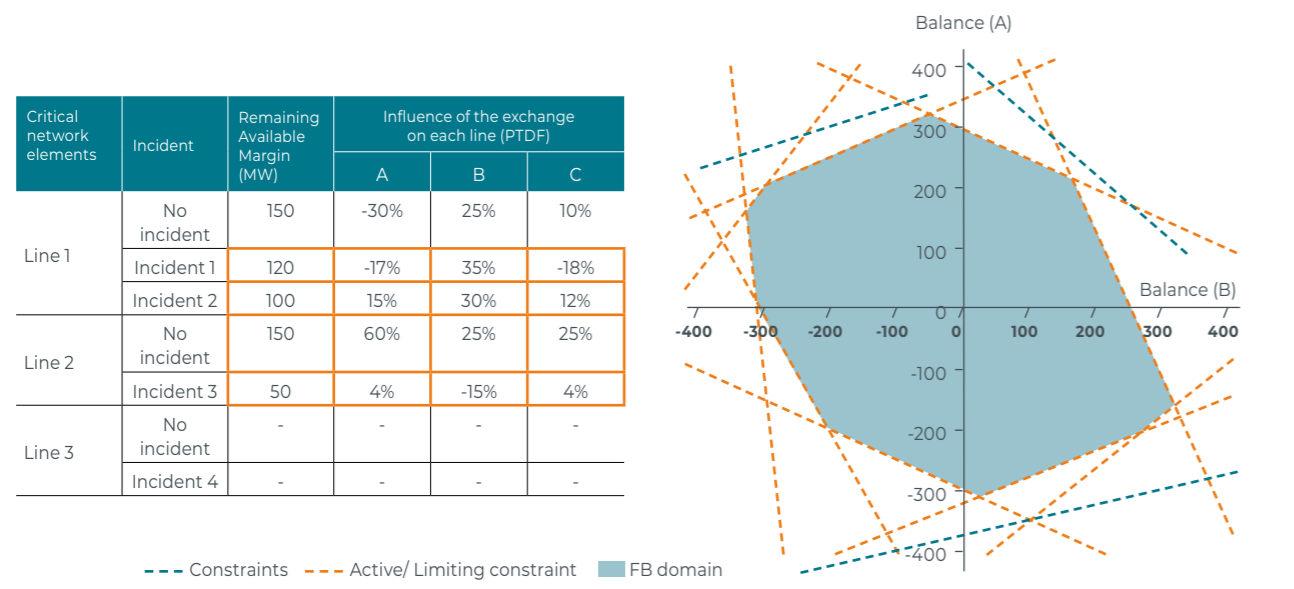 Critical
network
elements
Incident
Remaining
Available
Margin
(MW)
Influence of the exchange
on each line (PTDF)
A B C
Line 1
No
incident
150 -30% 25% 10%
Incident 1 120 -17% 35% -18%
Incident 2 100 15% 30% 12%
Line 2
No
incident
150 60% 25% 25%
Incident 3 50 4% -15% 4%
Line 3
No
incident
- - - -
Incident 4 - - - -
Balance (A)
400
300
200
100
0
-100
-200
-300
-400
Balance (B)
-400 -300 -200 -100 0 100 200 300 400
Constraints Active/ Limiting constraint FB domain